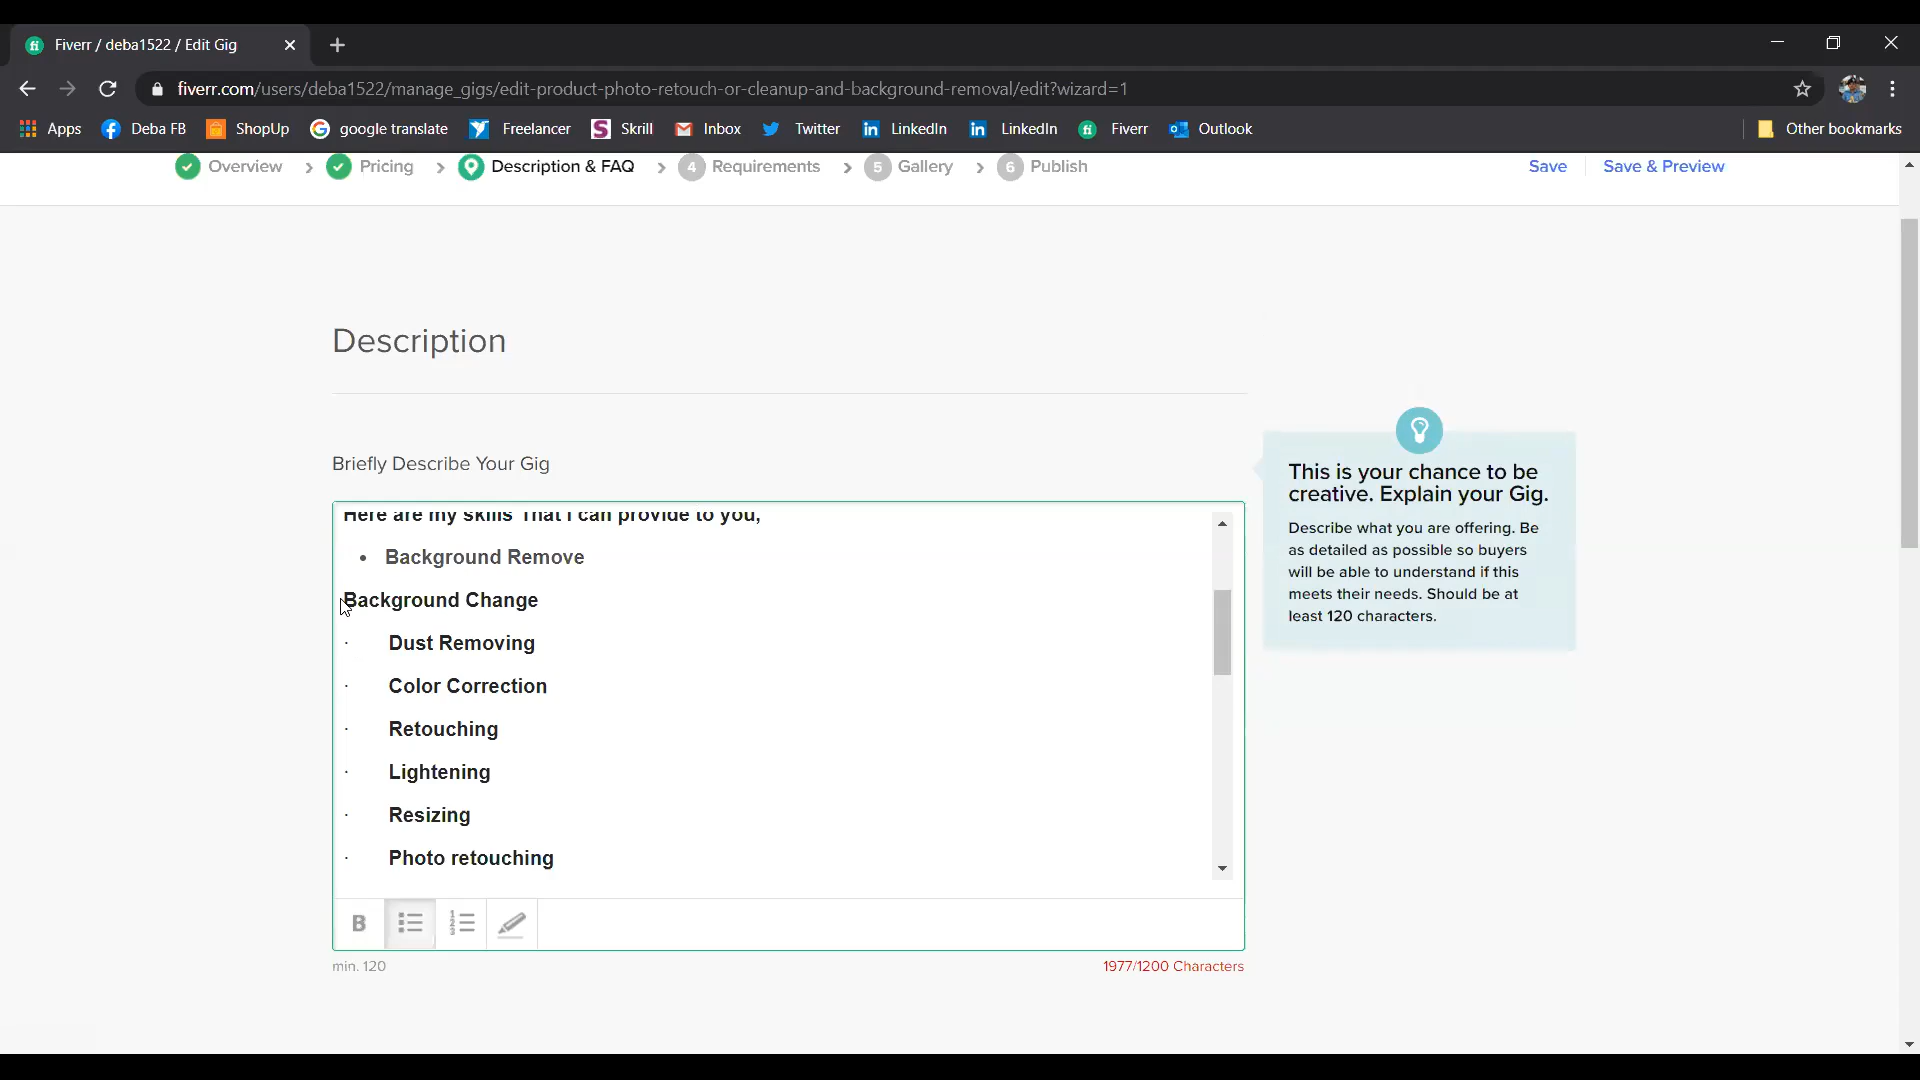 Fiverr / deba1522 / Edit Gig
fiverr.com/users/deba1522/manage_gigs/edit-product-photo-retouch-or-cleanup-and-background-removal/edit?wizard=1
Apps Deba FB ShopUp google translate Freelancer Skrill Inbox Twitter LinkedIn LinkedIn Fiverr Outlook Other bookmarks
Overview Pricing Description & FAQ 4 Requirements 5 Gallery 6 Publish Save Save & Preview
Description
Briefly Describe Your Gig
Here are my skills That I can provide to you,
• Background Remove
Background Change
· Dust Removing
· Color Correction
· Retouching
· Lightening
· Resizing
· Photo retouching
B
min. 120
1977/1200 Characters
This is your chance to be
creative. Explain your Gig.
Describe what you are offering. Be
as detailed as possible so buyers
will be able to understand if this
meets their needs. Should be at
least 120 characters.